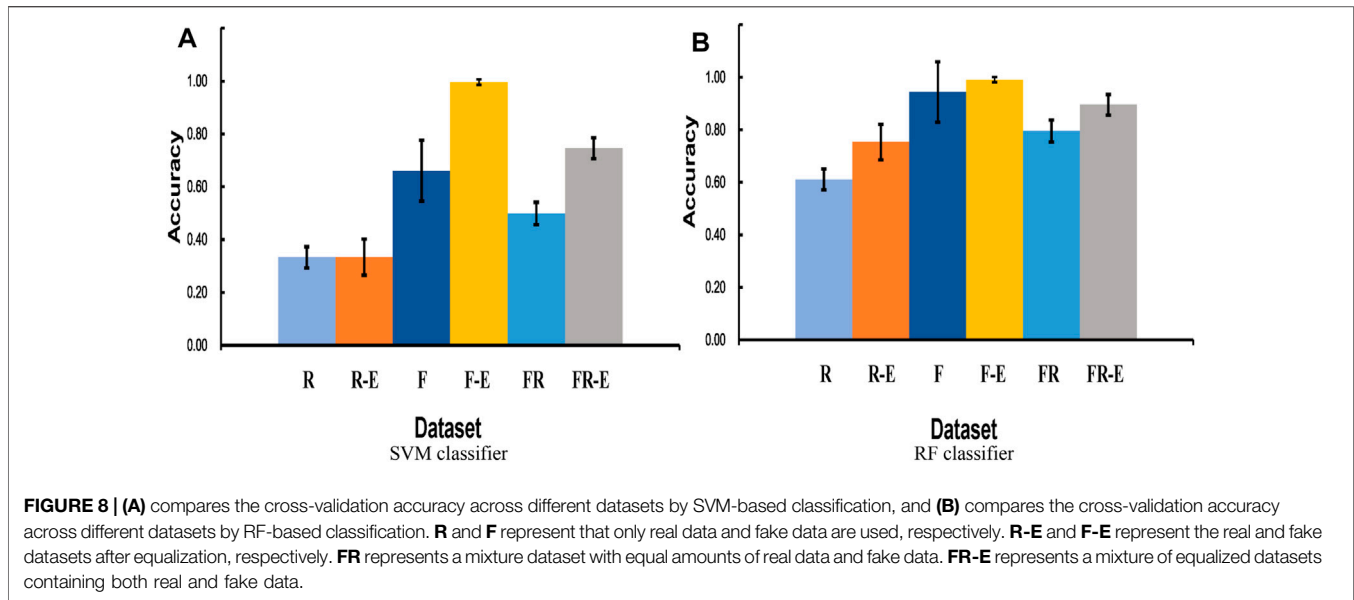 A
Accuracy
1.00
0.80
0.60
0.40
0.20
0.00
R R-E F F-E FR FR-E
Dataset
SVM classifier
B
Accuracy
1.00
0.80
0.60
0.40
0.20
0.00
R R-E F F-E FR FR-E
Dataset
RF classifier
FIGURE 8 | (A) compares the cross-validation accuracy across different datasets by SVM-based classification, and (B) compares the cross-validation accuracy
across different datasets by RF-based classification. R and F represent that only real data and fake data are used, respectively. R-E and F-E represent the real and fake
datasets after equalization, respectively. FR represents a mixture dataset with equal amounts of real data and fake data. FR-E represents a mixture of equalized datasets
containing both real and fake data.